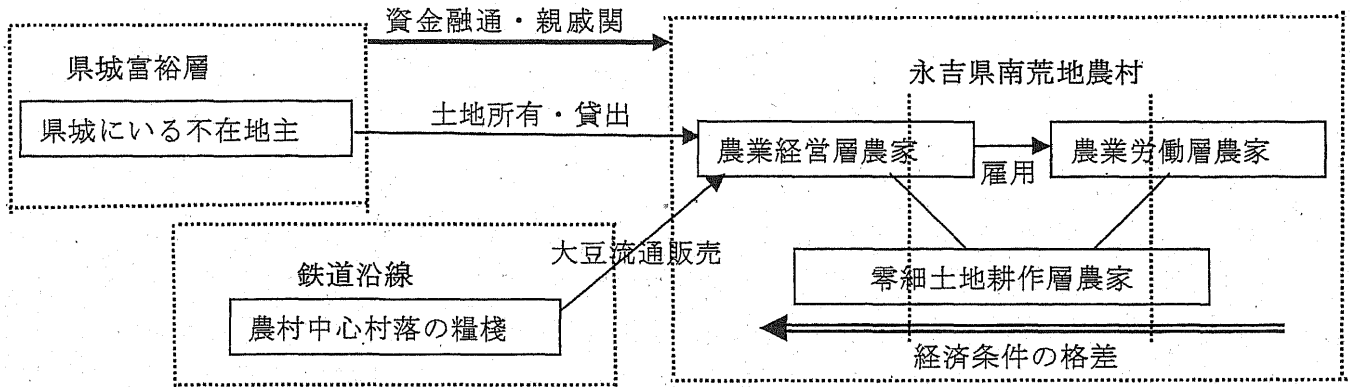 資金融通・親戚関
県城富裕層
県城にいる不在地主
土地所有・貸出
永吉県南荒地農村
農業経営層農家
雇用
農業労働層農家
大豆流通販売
鉄道沿線
農村中心村落の糧棧
零細土地耕作層農家
経済条件の格差